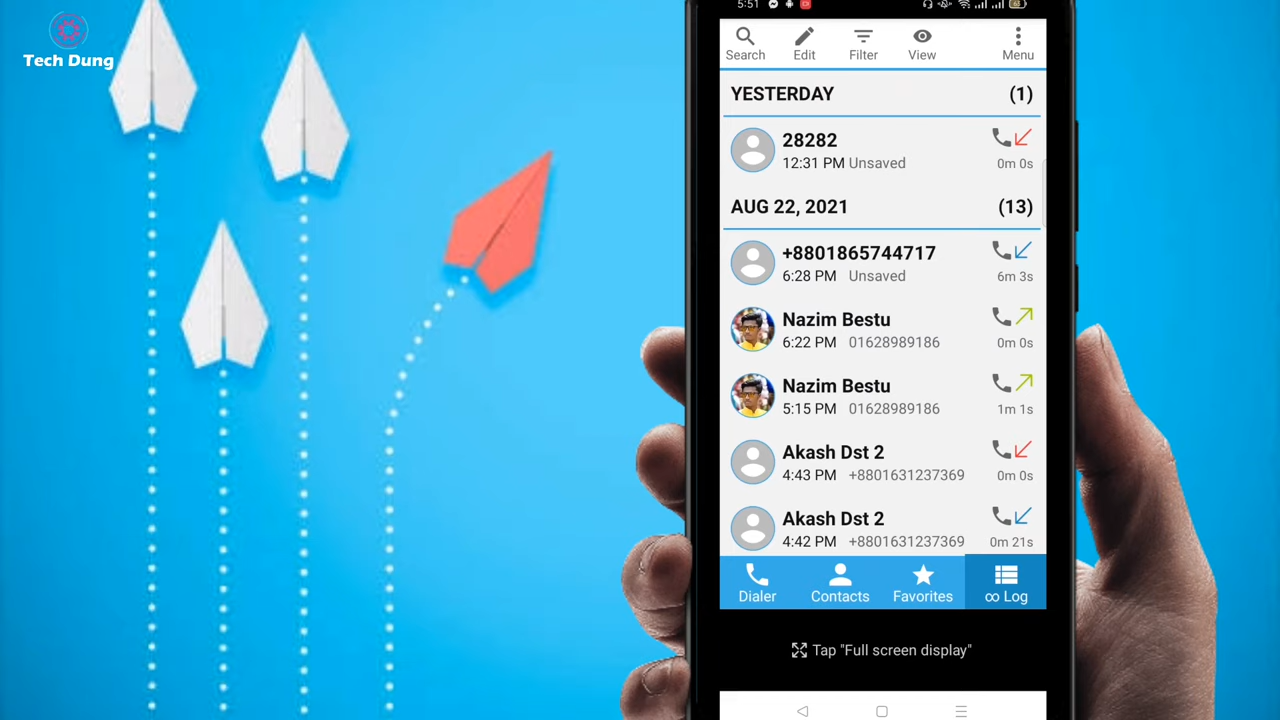 Tech Dung
5:51
Search Edit Filter View Menu
YESTERDAY (1)
28282
12:31 PM Unsaved 0m 0s
AUG 22, 2021 (13)
+8801865744717
6:28 PM Unsaved 6m 3s
Nazim Bestu
6:22 PM 01628989186 0m 0s
Nazim Bestu
5:15 PM 01628989186 1m 1s
Akash Dst 2
4:43 PM +8801631237369 0m 0s
Akash Dst 2
4:42 PM +8801631237369 0m 21s
Dialer Contacts Favorites ∞ Log
Tap "Full screen display"